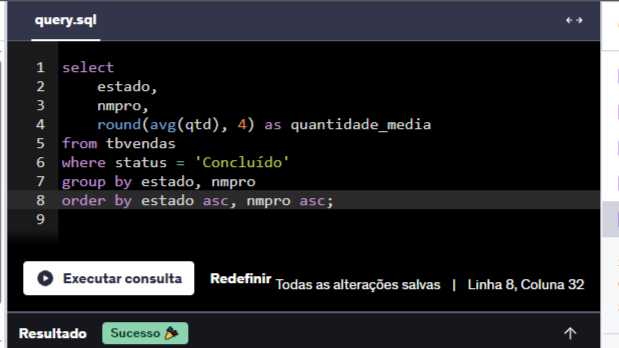 query.sql
1 select
2 estado,
3 nmpro,
4 round(avg(qtd), 4) as quantidade_media
5 from tbvendas
6 where status = 'Concluído'
7 group by estado, nmpro
8 order by estado asc, nmpro asc;
9
Executar consulta Redefinir Todas as alterações salvas | Linha 8, Coluna 32
Resultado Sucesso 🎉